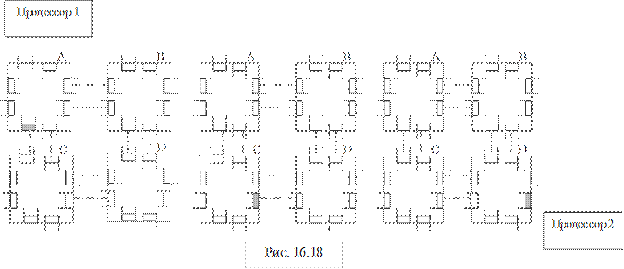 Процессор 1
А В А В А В
С D С D С D
Процессор 2
Рис. 16.18